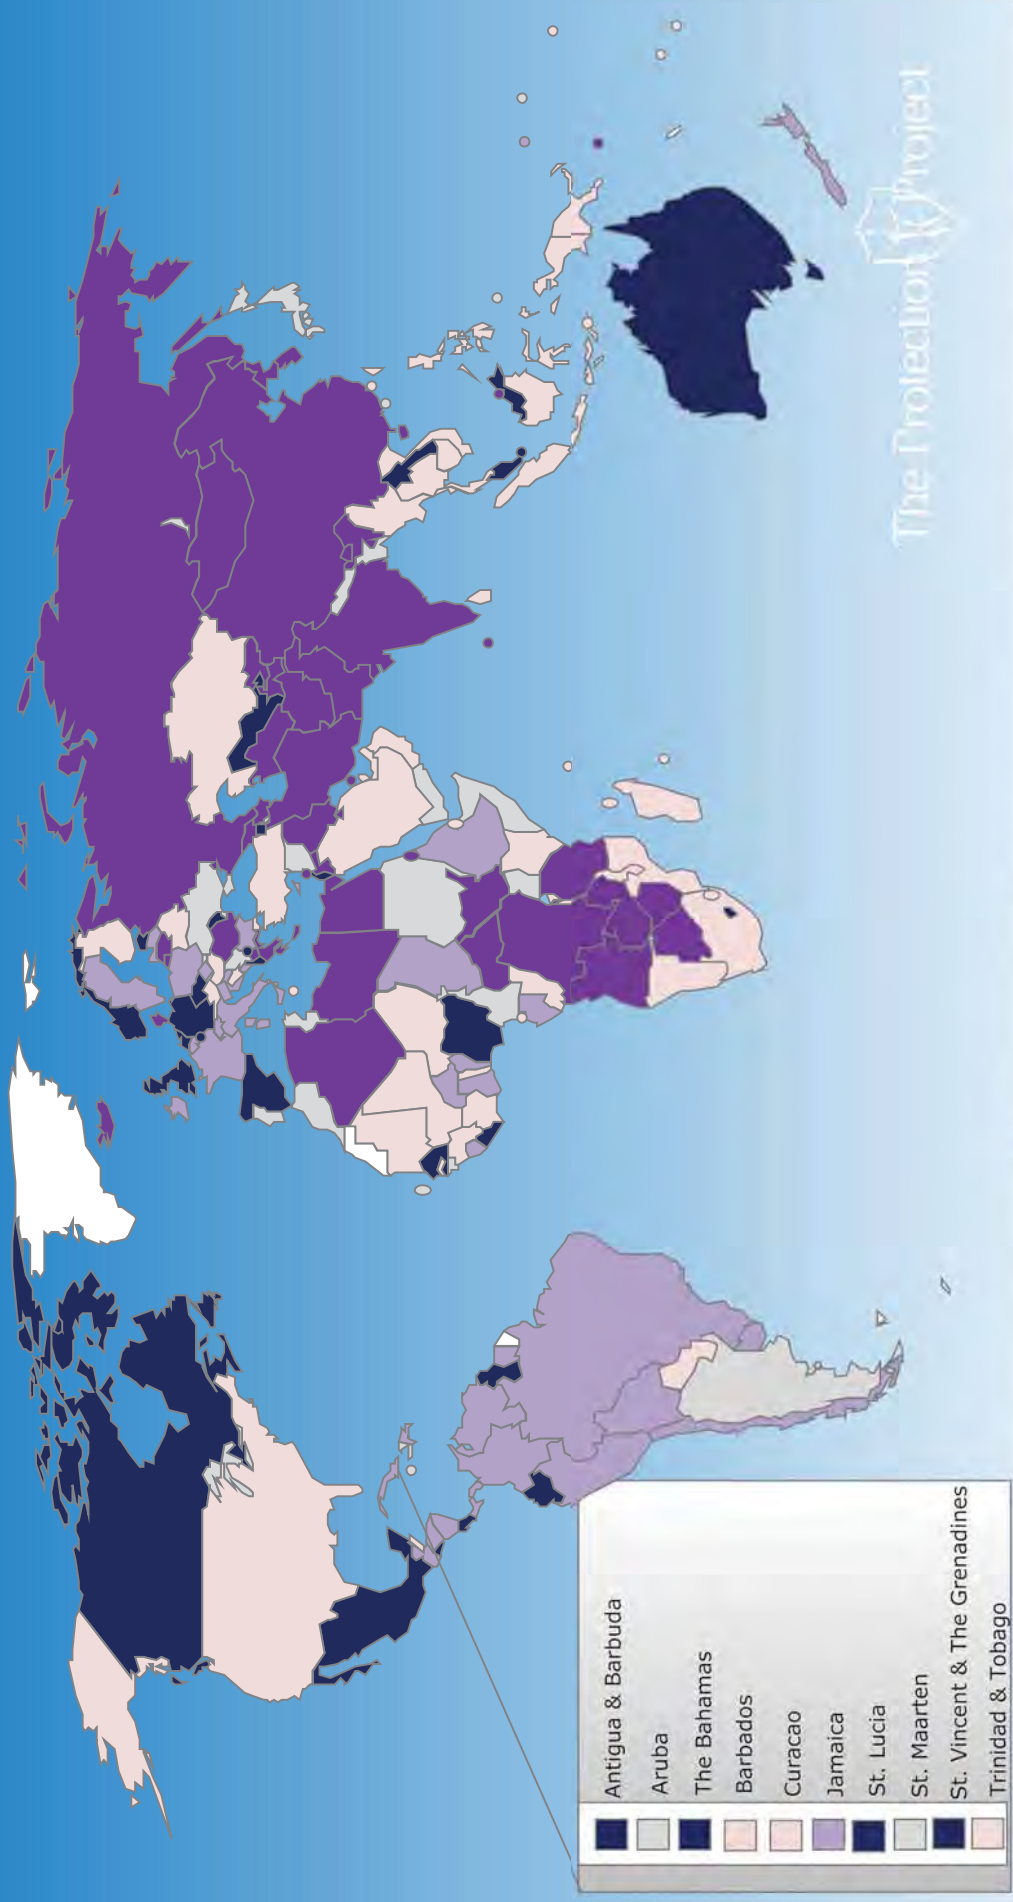 Antigua & Barbuda
Aruba
The Bahamas
Barbados
Curacao
Jamaica
St. Lucia
St. Maarten
St. Vincent & The Grenadines
Trinidad & Tobago
The Protection Project